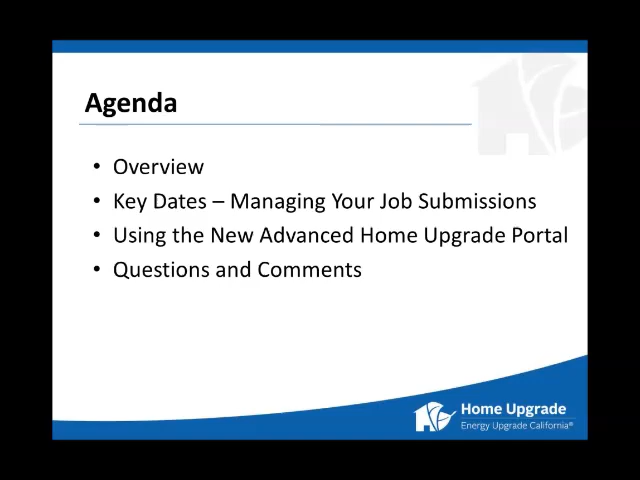 Agenda
• Overview
• Key Dates – Managing Your Job Submissions
• Using the New Advanced Home Upgrade Portal
• Questions and Comments
Home Upgrade
Energy Upgrade California®